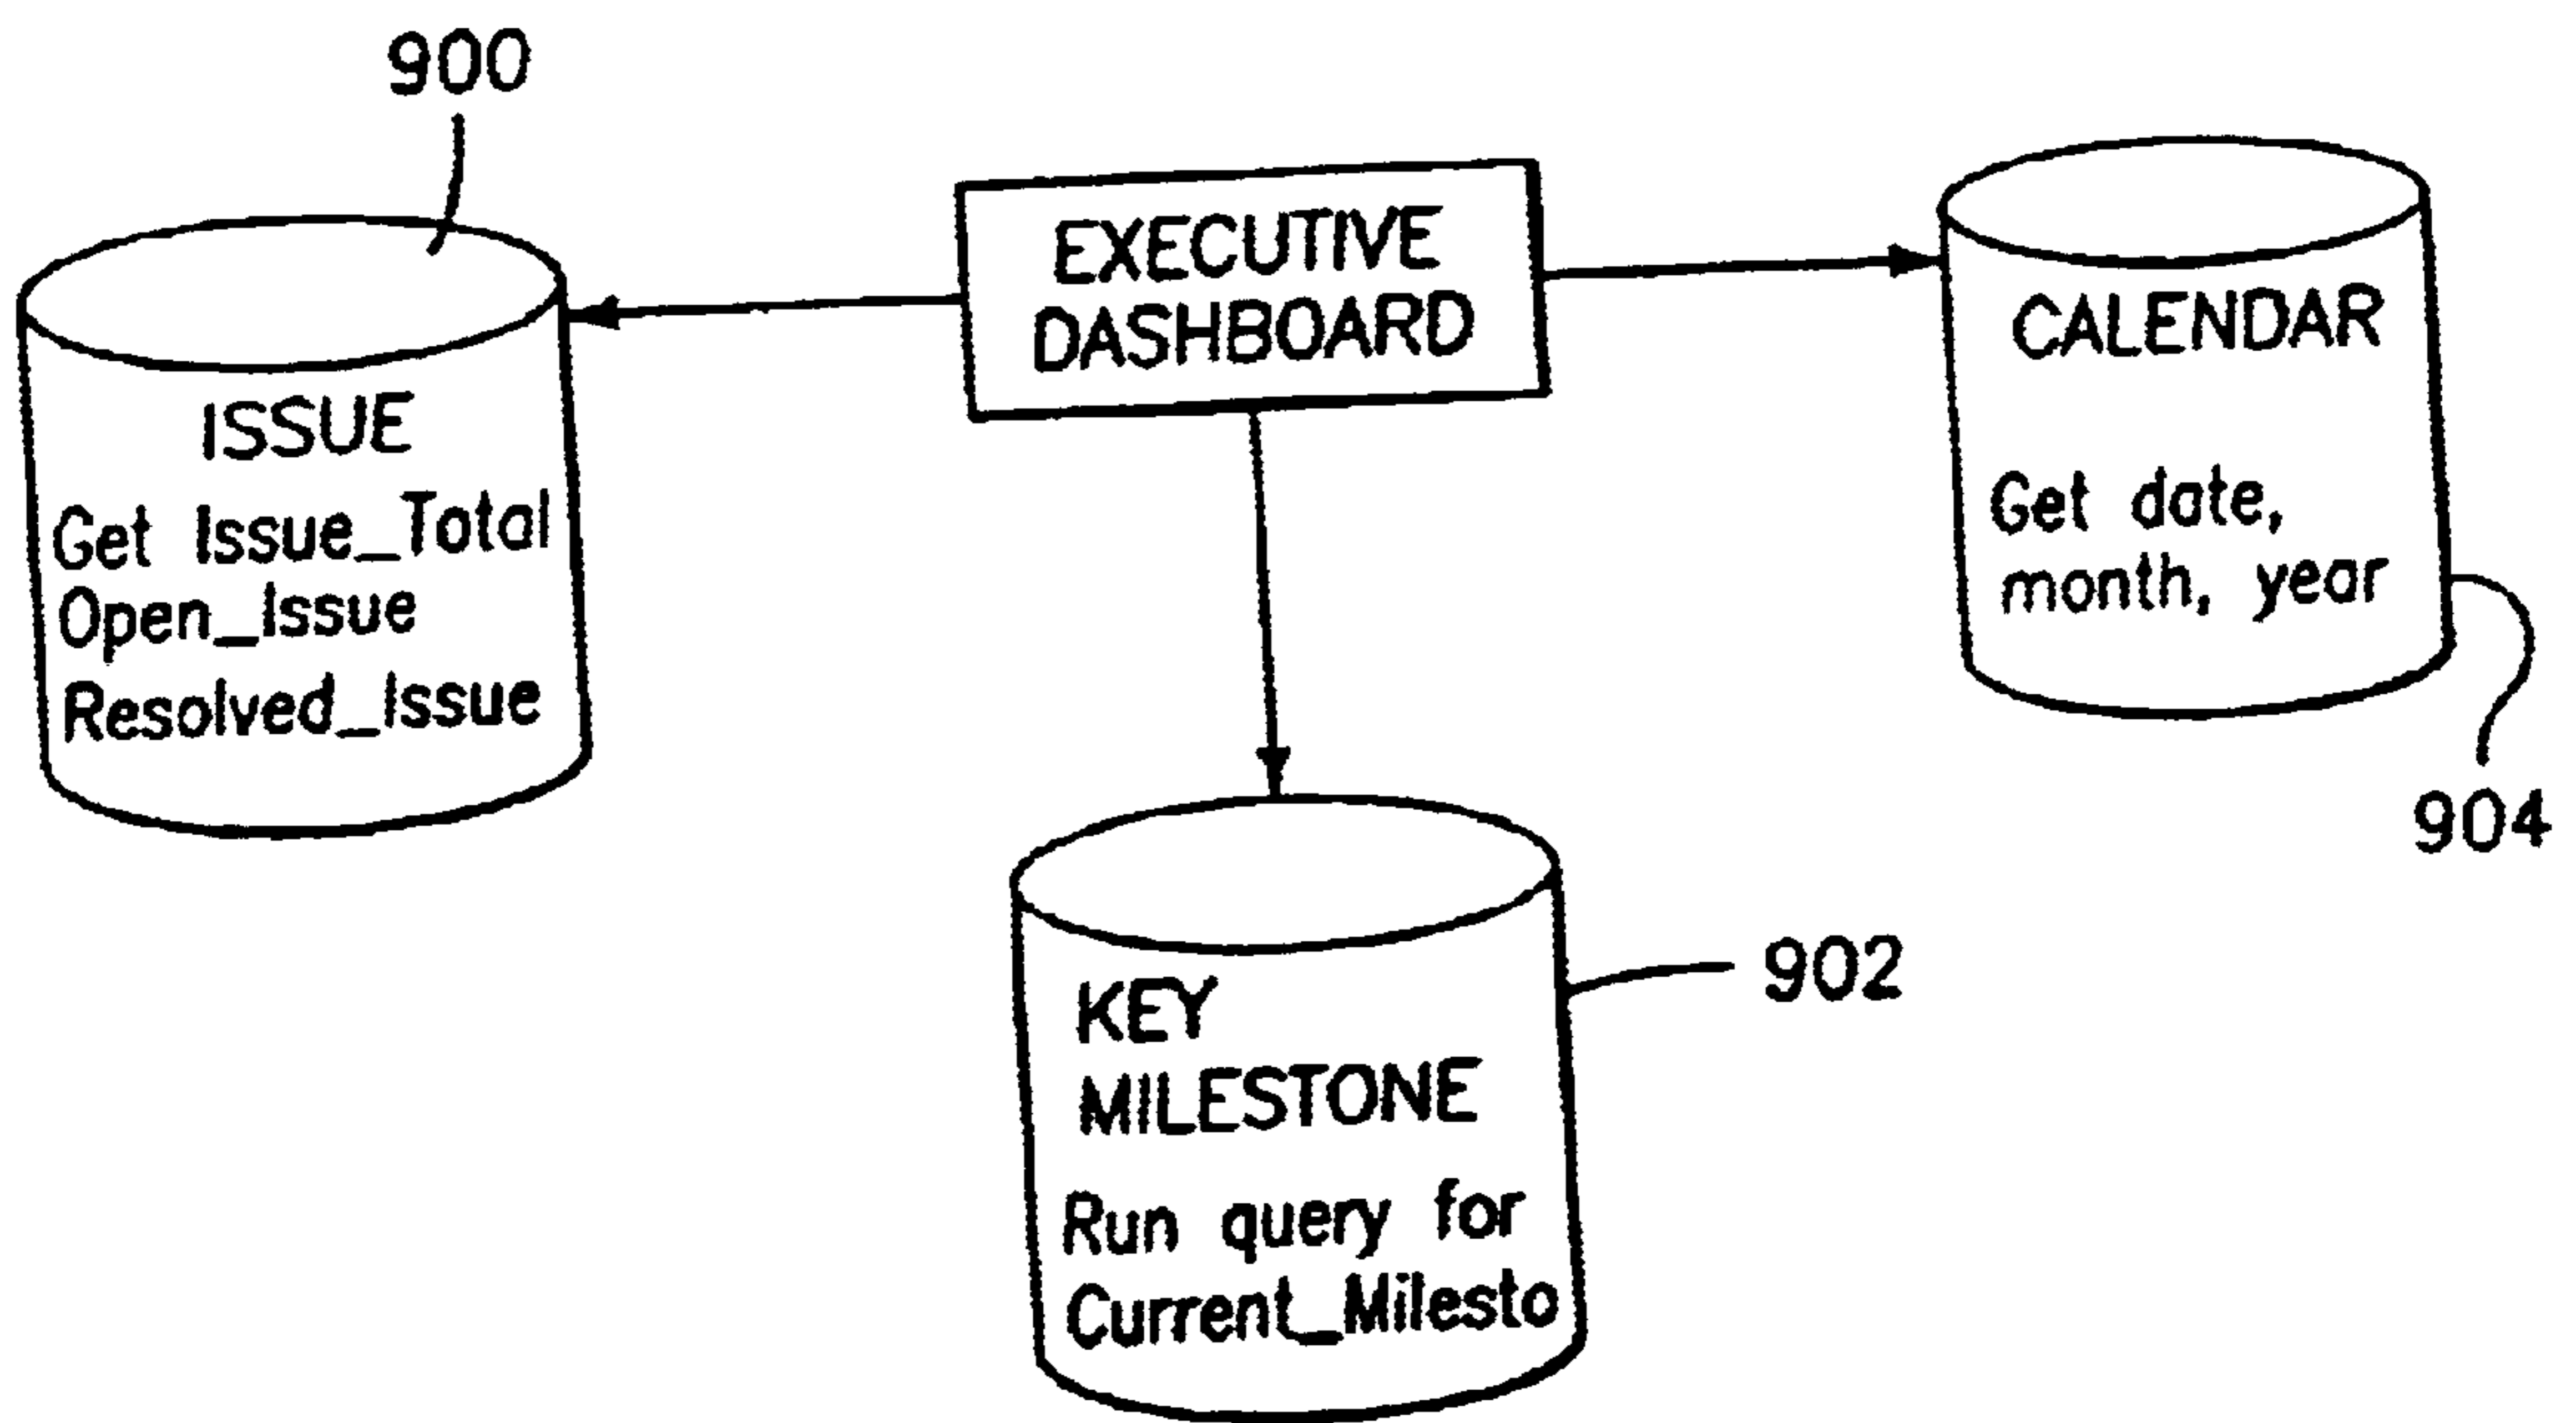 900
EXECUTIVE
DASHBOARD
ISSUE
Get Issue_Total
Open_Issue
Resolved_Issue
CALENDAR
Get date,
month, year
904
KEY
MILESTONE
Run query for
Current_Milesto
902